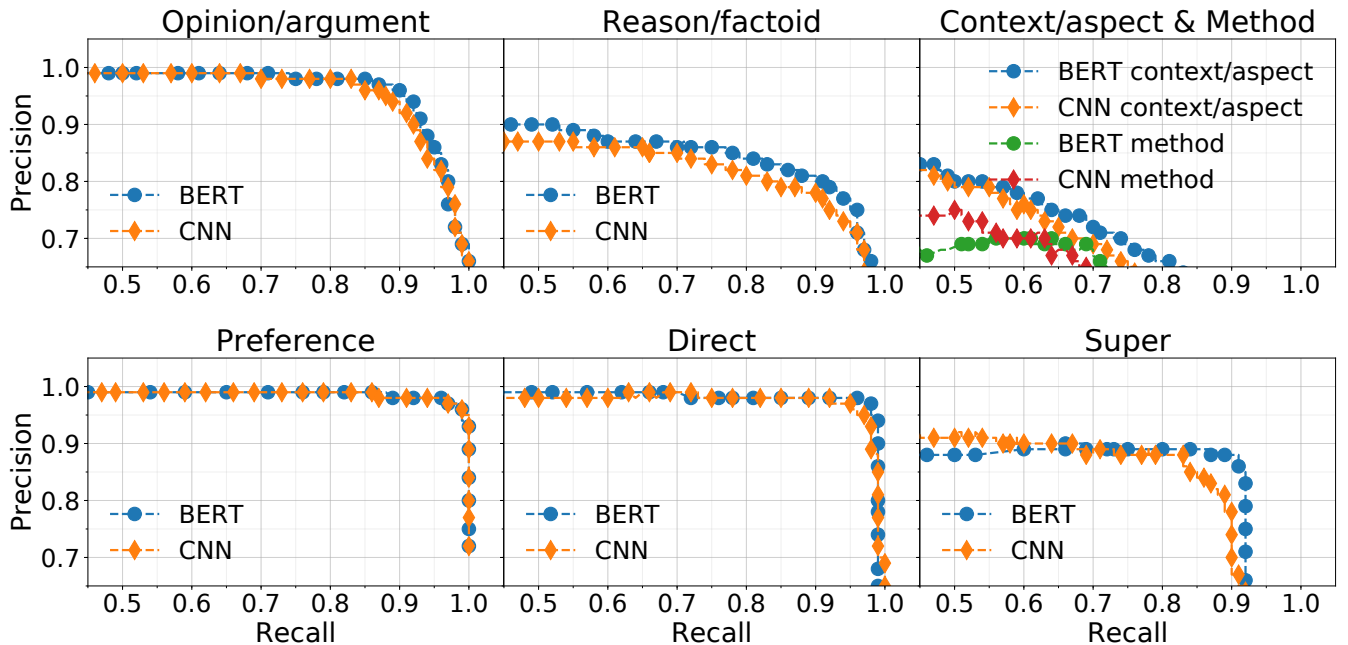 Opinion/argument
Reason/factoid
Context/aspect & Method
Precision
1.0
0.9
0.8
0.7
BERT
CNN
0.5 0.6 0.7 0.8 0.9 1.0
BERT
CNN
0.5 0.6 0.7 0.8 0.9 1.0
BERT context/aspect
CNN context/aspect
BERT method
CNN method
0.5 0.6 0.7 0.8 0.9 1.0
Preference
Direct
Super
Precision
1.0
0.9
0.8
0.7
BERT
CNN
0.5 0.6 0.7 0.8 0.9 1.0
Recall
BERT
CNN
0.5 0.6 0.7 0.8 0.9 1.0
Recall
BERT
CNN
0.5 0.6 0.7 0.8 0.9 1.0
Recall